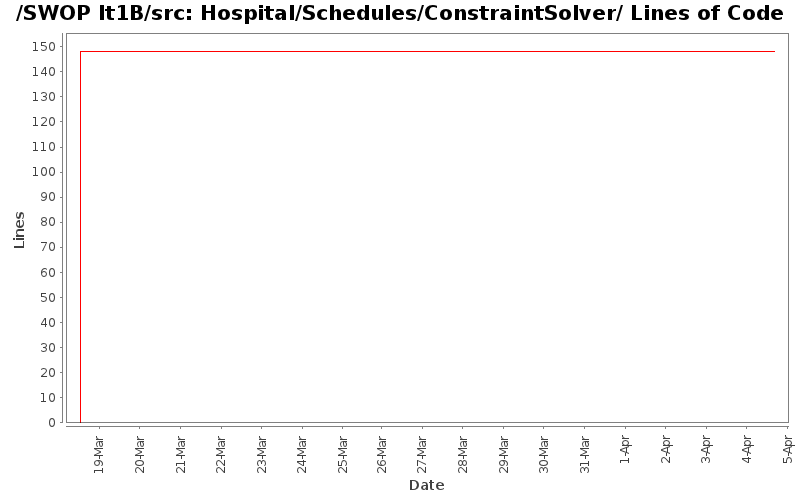 /SWOP It1B/src: Hospital/Schedules/ConstraintSolver/ Lines of Code
150
140
130
120
110
100
90
80
70
60
50
40
30
20
10
0
Lines
19-Mar
20-Mar
21-Mar
22-Mar
23-Mar
24-Mar
25-Mar
26-Mar
27-Mar
28-Mar
29-Mar
30-Mar
31-Mar
1-Apr
2-Apr
3-Apr
4-Apr
5-Apr
Date